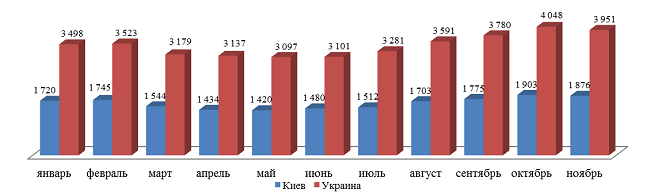 3 498 3 523 3 179 3 137 3 097 3 101 3 281 3 591 3 780 4 048 3 951
1 720 1 745 1 544 1 434 1 420 1 480 1 512 1 703 1 775 1 903 1 876
январь февраль март апрель май июнь июль август сентябрь октябрь ноябрь
Киев Украина